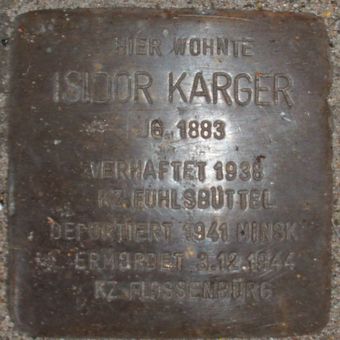 HIER WOHNTE
ISIDOR KARGER
JG. 1883
VERHAFTET 1938
KZ FUHLSBÜTTEL
DEPORTIERT 1941 MINSK
ERMORDET 3.12.1944
KZ FLOSSENBÜRG